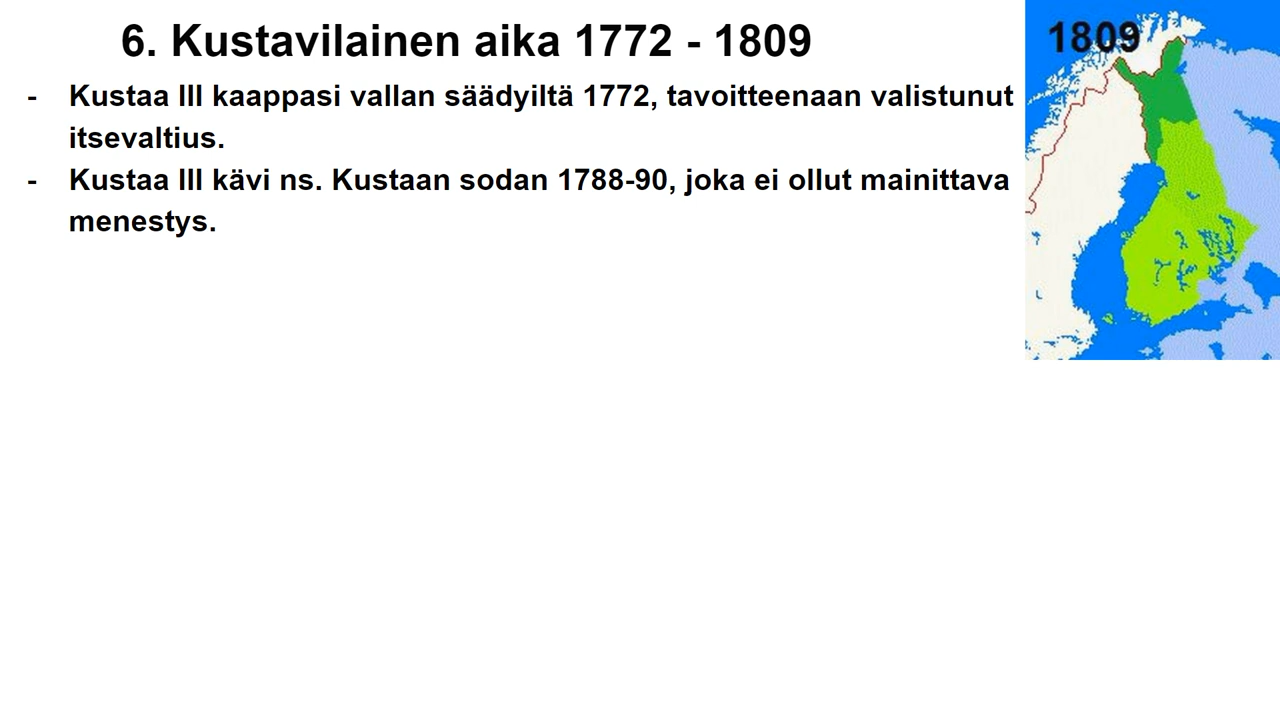 6. Kustavilainen aika 1772 - 1809
1809
- Kustaa III kaappasi vallan säädyiltä 1772, tavoitteenaan valistunut
itsevaltius.
- Kustaa III kävi ns. Kustaan sodan 1788-90, joka ei ollut mainittava
menestys.